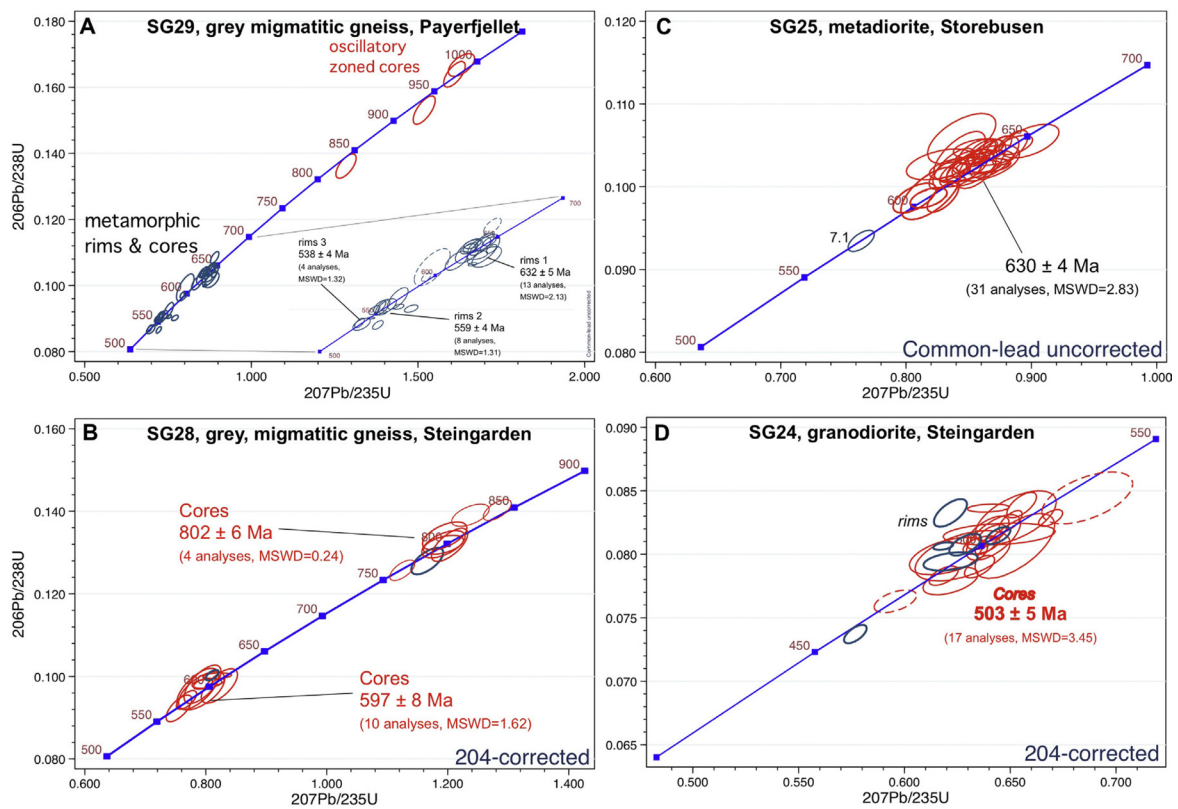 A
SG29, grey migmatitic gneiss, Payerfjellet
oscillatory
zoned cores
metamorphic
rims & cores
0.180
0.160
0.140
0.120
0.100
0.080
206Pb/238U
1000
950
900
850
800
750
700
650
600
550
500
rims 3
538 ± 4 Ma
(4 analyses,
MSWD=1.32)
rims 1
632 ± 5 Ma
(13 analyses,
MSWD=2.13)
rims 2
559 ± 4 Ma
(8 analyses,
MSWD=1.31)
700
600
500
Common-lead uncorrected
0.500
1.000
1.500
2.000
207Pb/235U
C
SG25, metadiorite, Storebusen
0.120
0.110
0.100
0.090
0.080
700
650
600
550
500
7.1
630 ± 4 Ma
(31 analyses, MSWD=2.83)
Common-lead uncorrected
0.600
0.700
0.800
0.900
1.000
207Pb/235U
B
SG28, grey, migmatitic gneiss, Steingarden
0.160
0.140
0.120
0.100
0.080
206Pb/238U
900
850
800
750
700
650
550
500
Cores
802 ± 6 Ma
(4 analyses, MSWD=0.24)
Cores
597 ± 8 Ma
(10 analyses, MSWD=1.62)
204-corrected
0.600
0.800
1.000
1.200
1.400
207Pb/235U
D
SG24, granodiorite, Steingarden
0.090
0.085
0.080
0.075
0.070
0.065
550
450
rims
Cores
503 ± 5 Ma
(17 analyses, MSWD=3.45)
204-corrected
0.500
0.550
0.600
0.650
0.700
207Pb/235U